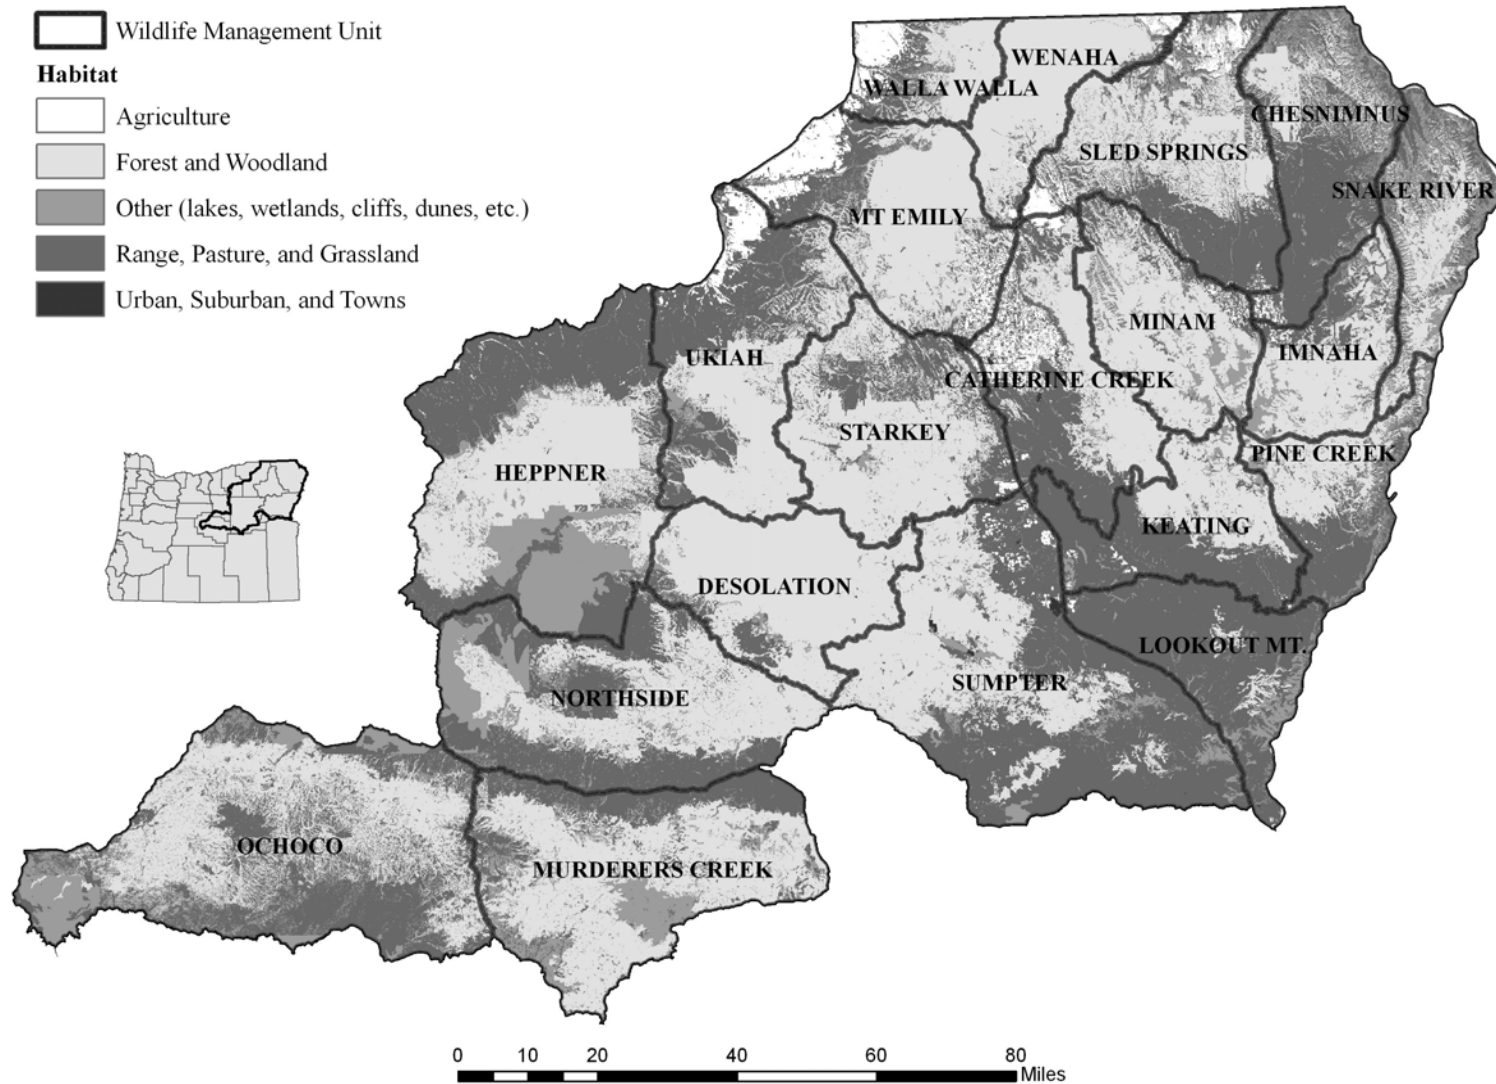 Wildlife Management Unit
Habitat
Agriculture
Forest and Woodland
Other (lakes, wetlands, cliffs, dunes, etc.)
Range, Pasture, and Grassland
Urban, Suburban, and Towns
WENAHA
WALLA WALLA
CHESNIMNUS
SLED SPRINGS
SNAKE RIVER
MT EMILY
MINAM
IMNAHA
UKIAH
CATHERINE CREEK
STARKEY
PINE CREEK
HEPPNER
KEATING
DESOLATION
LOOKOUT MT.
SUMPTER
NORTHSIDE
OCHOCO
MURDERERS CREEK
0 10 20 40 60 80
Miles